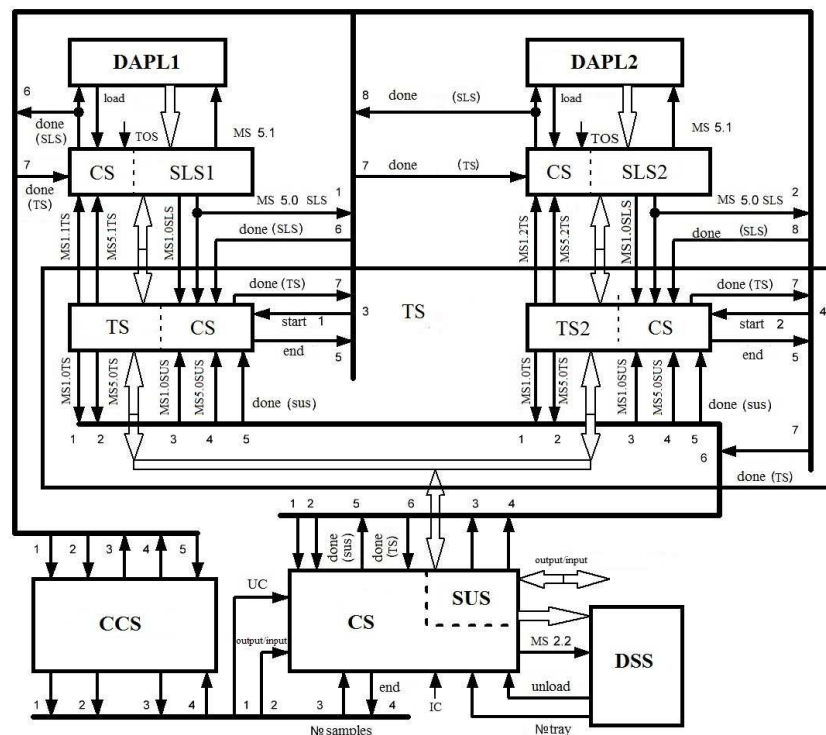 DAPL1
DAPL2
6
load
8 done (SLS)
load
done
(SLS)
TOS
MS 5.1
TOS
MS 5.1
7
CS
SLS1
7 done (TS)
CS
SLS2
done
(TS)
MS1.1TS
MS5.1TS
MS1.0SLS
MS 5.0 SLS
1
MS1.2TS
MS5.2TS
MS1.0SLS
MS 5.0 SLS
2
done (SLS)
6
done (SLS)
8
done (TS)
7
done (TS)
7
TS
CS
3
TS
TS2
CS
4
start 1
start 2
end
5
end
5
MS1.0TS
MS5.0TS
MS1.0SUS
MS5.0SUS
done (sus)
MS1.0TS
MS5.0TS
MS1.0SUS
MS5.0SUS
done (sus)
1 2 3 4 5
1 2 3 4 5
6
7
done (TS)
1 2 3 4 5
1 2 5 6 3 4
done
(sus)
done
(TS)
output/input
CCS
UC
CS
SUS
output/input
MS 2.2
DSS
unload
end
1 2 3 4
1 2
3
4
IC
№samples
№tray